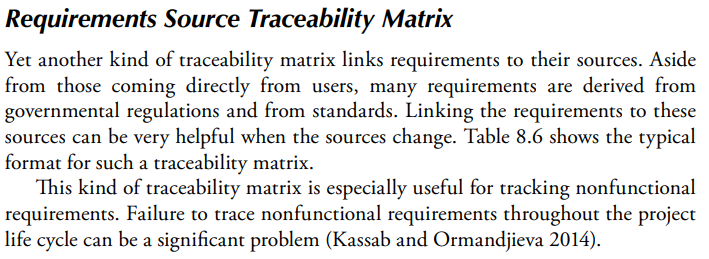 Requirements Source Traceability Matrix
Yet another kind of traceability matrix links requirements to their sources. Aside
from those coming directly from users, many requirements are derived from
governmental regulations and from standards. Linking the requirements to these
sources can be very helpful when the sources change. Table 8.6 shows the typical
format for such a traceability matrix.
This kind of traceability matrix is especially useful for tracking nonfunctional
requirements. Failure to trace nonfunctional requirements throughout the project
life cycle can be a significant problem (Kassab and Ormandjieva 2014).